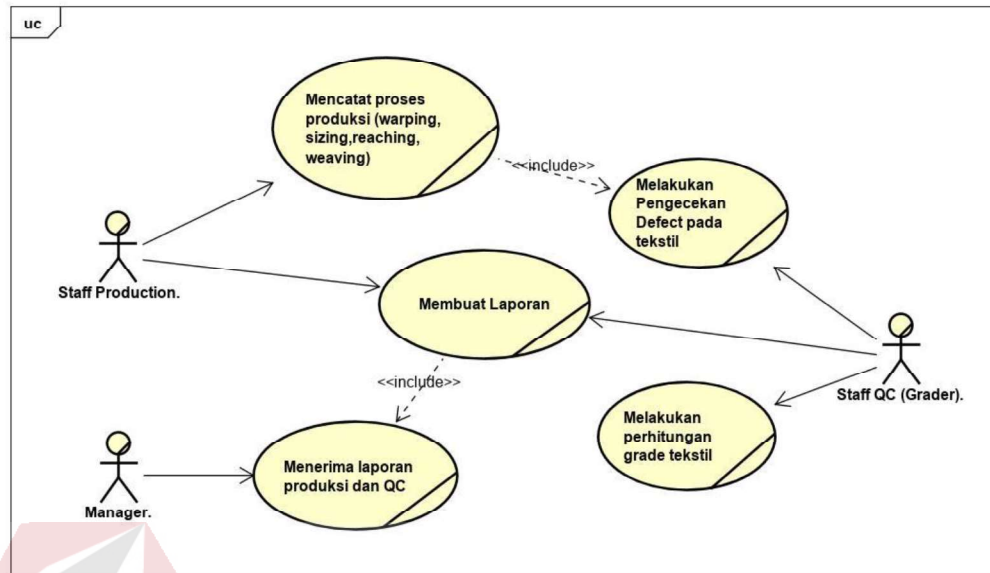 uc
Mencatat proses
produksi (warping,
sizing,reaching,
weaving)
<<include>>
Melakukan
Pengecekan
Defect pada
tekstil
Staff Production.
Membuat Laporan
<<include>>
Staff QC (Grader).
Melakukan
perhitungan
grade tekstil
Menerima laporan
produksi dan QC
Manager.